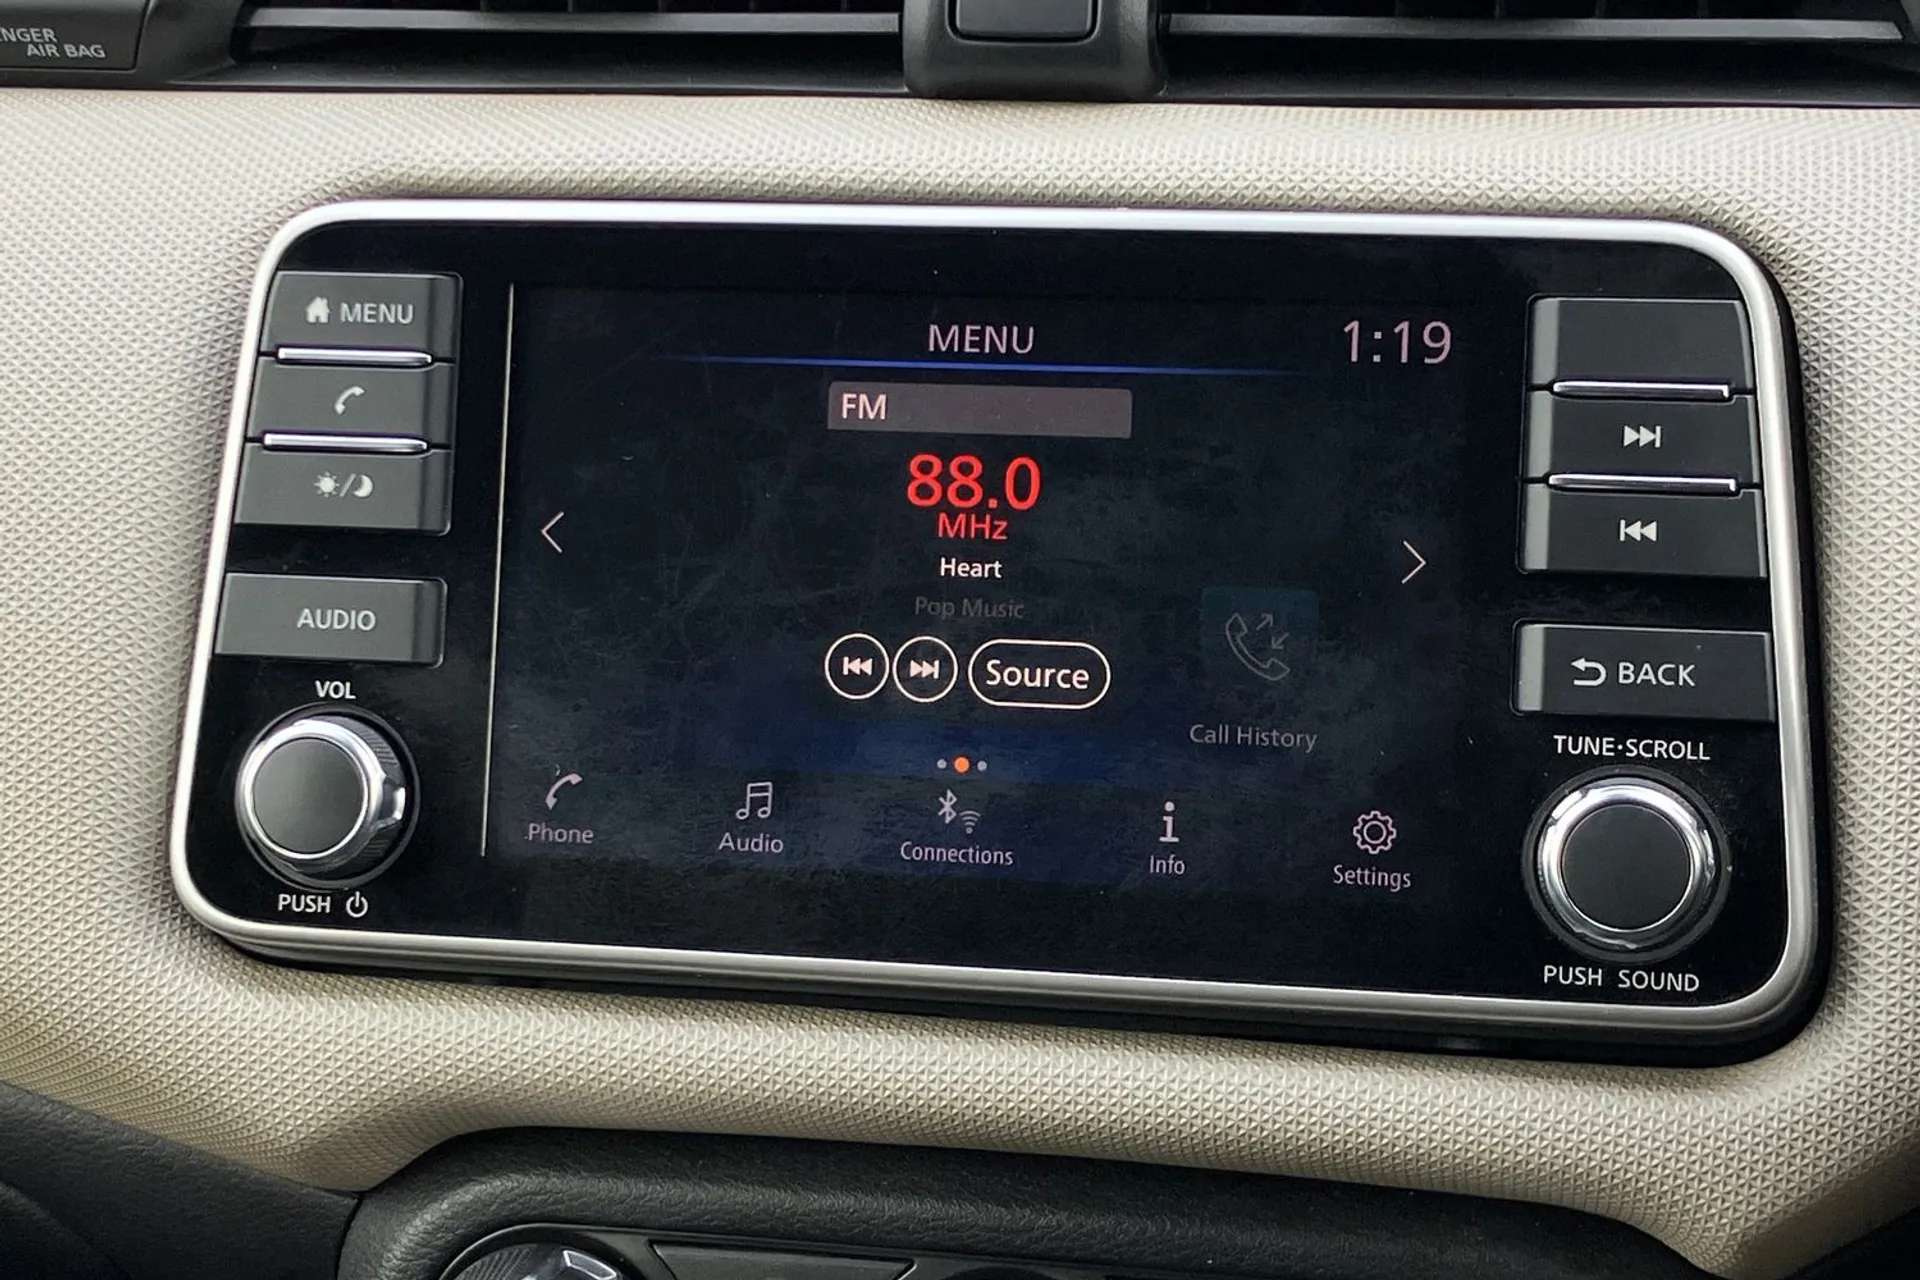 AIR BAG
MENU
VOL
PUSH
AUDIO
MENU
1:19
FM
88.0
MHz
Heart
Pop Music
Source
Call History
Phone
Audio
Connections
Info
Settings
BACK
TUNE·SCROLL
PUSH SOUND